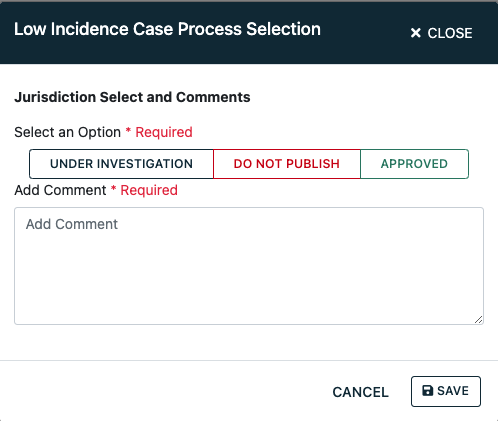 Low Incidence Case Process Selection
× CLOSE
Jurisdiction Select and Comments
Select an Option * Required
UNDER INVESTIGATION DO NOT PUBLISH APPROVED
Add Comment * Required
Add Comment
CANCEL SAVE